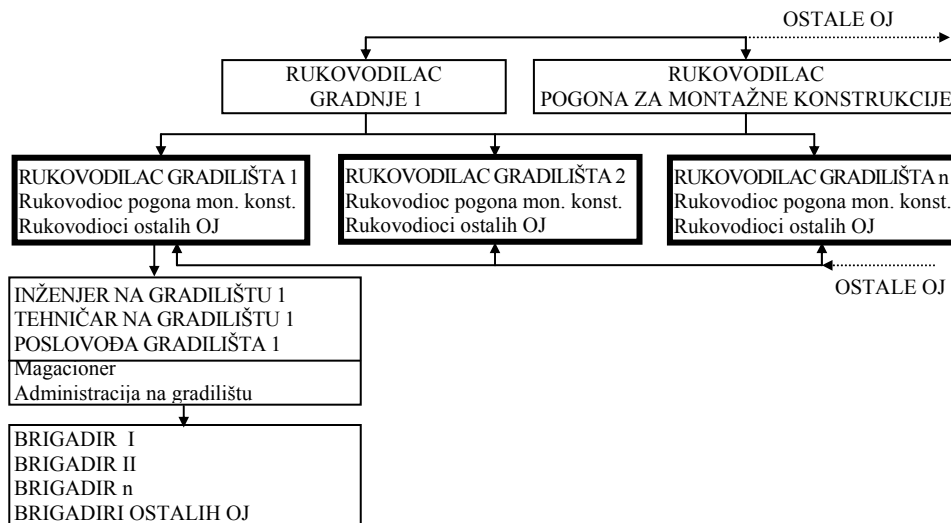 OSTALE OJ
RUKOVODILAC
GRADNJE 1
RUKOVODILAC
POGONA ZA MONTAŽNE KONSTRUKCIJE
RUKOVODILAC GRADILIŠTA 1
Rukovodioc pogona mon. konst.
Rukovodioci ostalih OJ
RUKOVODILAC GRADILIŠTA 2
Rukovodioc pogona mon. konst.
Rukovodioci ostalih OJ
RUKOVODILAC GRADILIŠTA n
Rukovodioc pogona mon. konst.
Rukovodioci ostalih OJ
OSTALE OJ
INŽENJER NA GRADILIŠTU 1
TEHNIČAR NA GRADILIŠTU 1
POSLOVOĐA GRADILIŠTA 1
Magacioner
Administracija na gradilištu
BRIGADIR I
BRIGADIR II
BRIGADIR n
BRIGADIRI OSTALIH OJ